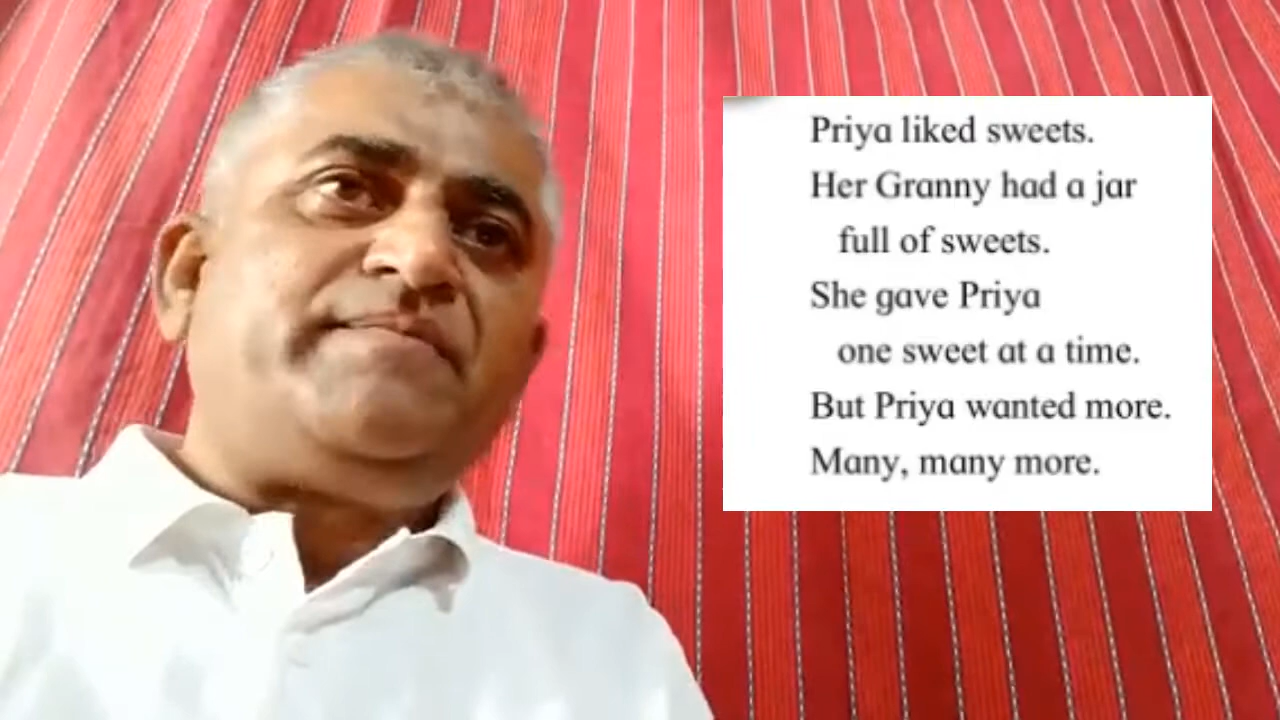 Priya liked sweets.
Her Granny had a jar
full of sweets.
She gave Priya
one sweet at a time.
But Priya wanted more.
Many, many more.